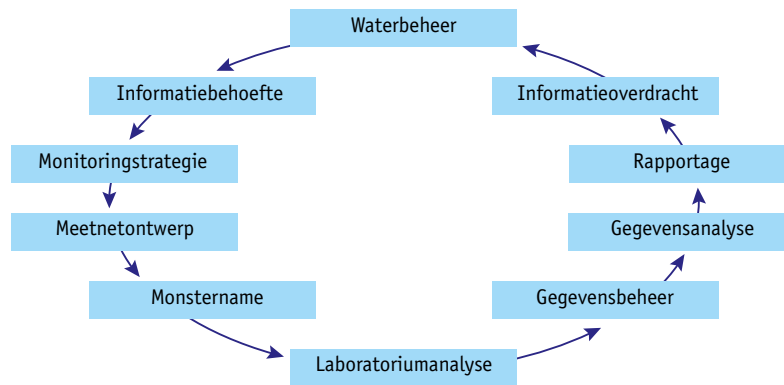 Waterbeheer
Informatiebehoefte
Informatieoverdracht
Monitoringstrategie
Rapportage
Meetnetontwerp
Gegevensanalyse
Monstername
Gegevensbeheer
Laboratoriumanalyse